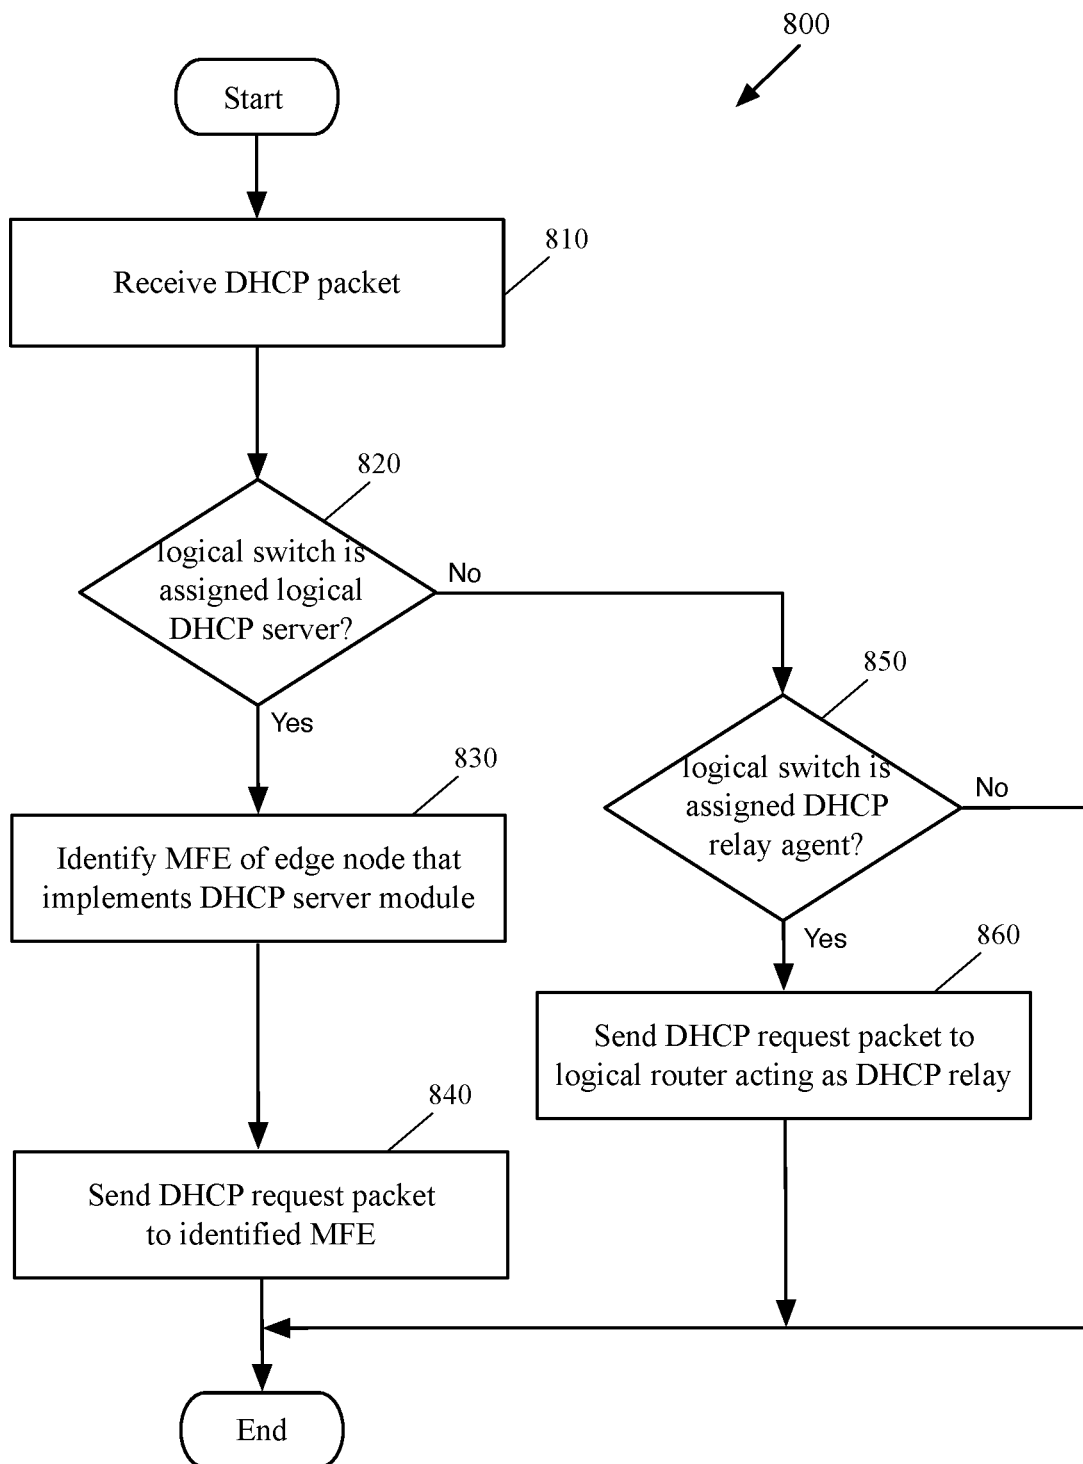 800
Start
810
Receive DHCP packet
820
logical switch is
assigned logical
DHCP server?
No
Yes
850
logical switch is
assigned DHCP
relay agent?
No
Yes
830
Identify MFE of edge node that
implements DHCP server module
860
Send DHCP request packet to
logical router acting as DHCP relay
840
Send DHCP request packet
to identified MFE
End